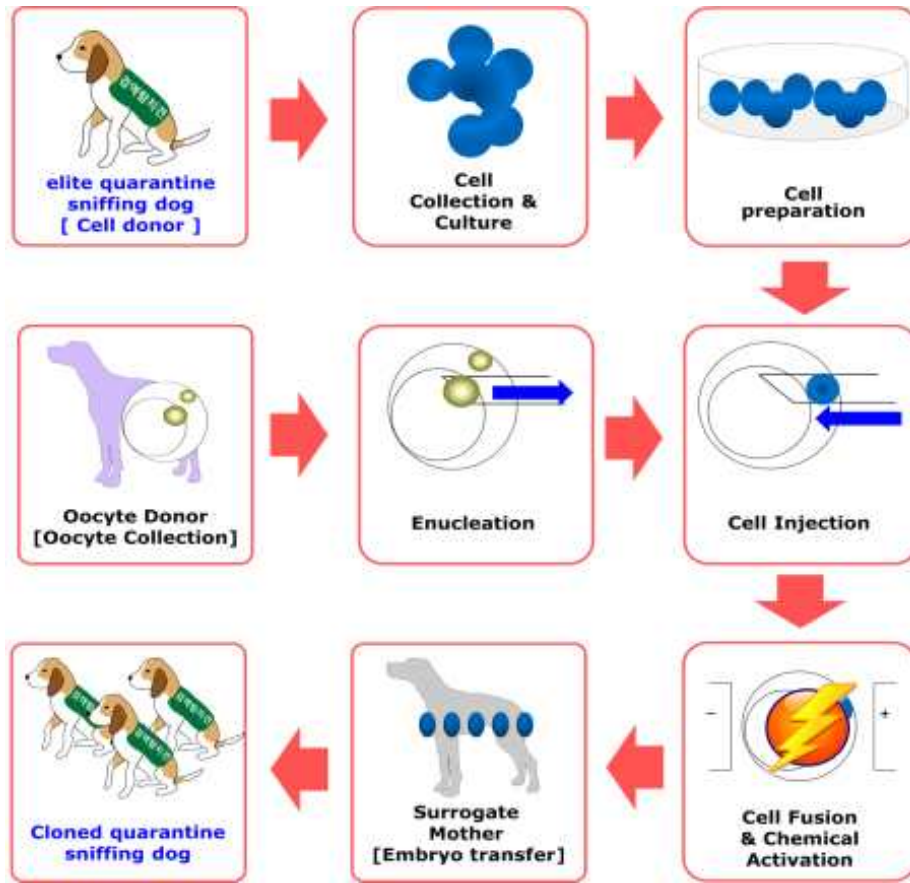 elite quarantine
sniffing dog
[ Cell donor ]
Cell
Collection &
Culture
Cell
preparation
Oocyte Donor
[Oocyte Collection]
Enucleation
Cell Injection
Cloned quarantine
sniffing dog
Surrogate
Mother
[Embryo transfer]
−
+
Cell Fusion
& Chemical
Activation